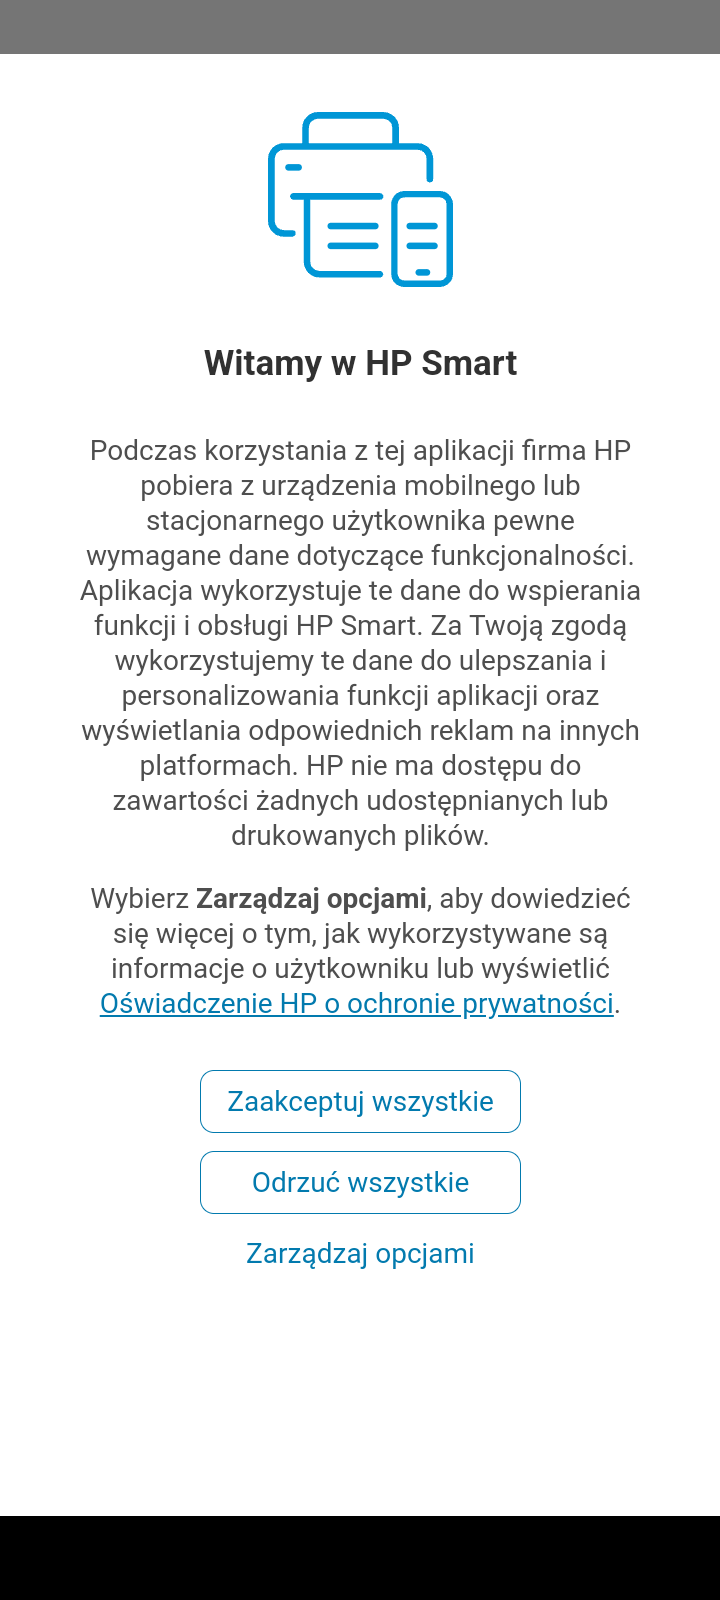 Witamy w HP Smart
Podczas korzystania z tej aplikacji firma HP
pobiera z urządzenia mobilnego lub
stacjonarnego użytkownika pewne
wymagane dane dotyczące funkcjonalności.
Aplikacja wykorzystuje te dane do wspierania
funkcji i obsługi HP Smart. Za Twoją zgodą
wykorzystujemy te dane do ulepszania i
personalizowania funkcji aplikacji oraz
wyświetlania odpowiednich reklam na innych
platformach. HP nie ma dostępu do
zawartości żadnych udostępnianych lub
drukowanych plików.
Wybierz Zarządzaj opcjami, aby dowiedzieć
się więcej o tym, jak wykorzystywane są
informacje o użytkowniku lub wyświetlić
Oświadczenie HP o ochronie prywatności.
Zaakceptuj wszystkie
Odrzuć wszystkie
Zarządzaj opcjami